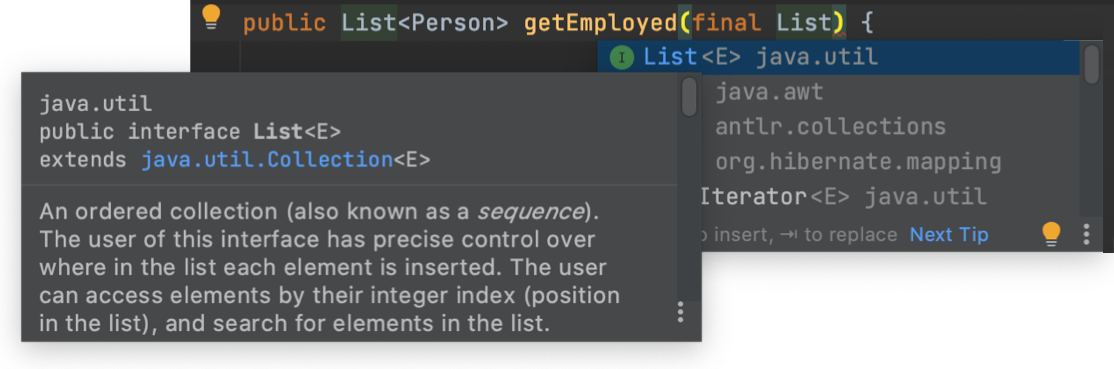 public List<Person> getEmployed(final List) {
List<E> java.util
java.awt
antlr.collections
org.hibernate.mapping
Iterator<E> java.util
to replace Next Tip
insert,
java.util
public interface List<E>
extends java.util.Collection<E>
An ordered collection (also known as a sequence).
The user of this interface has precise control over
where in the list each element is inserted. The user
can access elements by their integer index (position
in the list), and search for elements in the list.